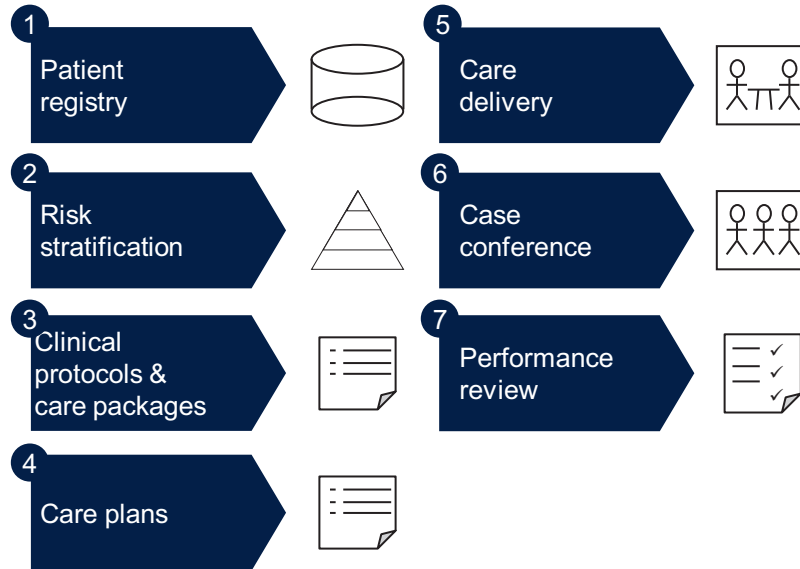 1
Patient
registry
2
Risk
stratification
3
Clinical
protocols &
care packages
4
Care plans
5
Care
delivery
6
Case
conference
7
Performance
review